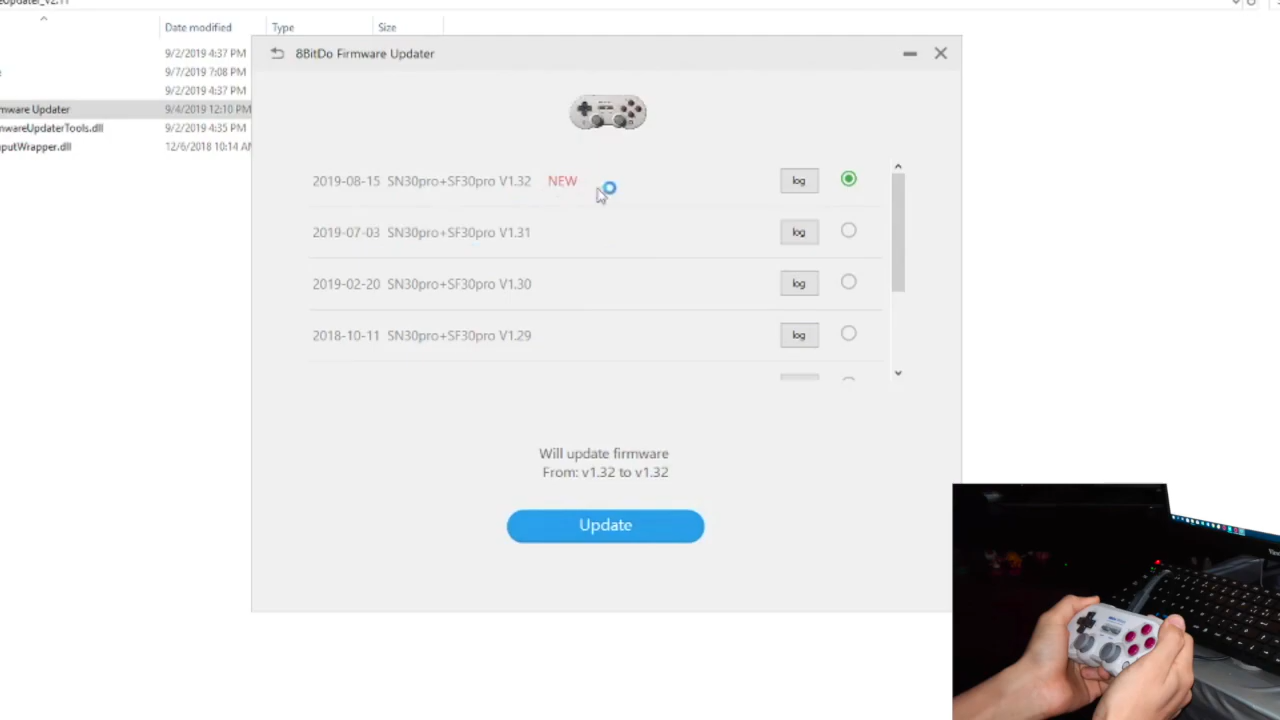 Date modified Type Size
9/2/2019 4:37 PM
9/7/2019 7:08 PM
9/2/2019 4:37 PM
mware Updater 9/4/2019 12:10 PM
mwareUpdaterTools.dll 9/2/2019 4:35 PM
nputWrapper.dll 12/6/2018 10:14 AM
8BitDo Firmware Updater
2019-08-15 SN30pro+SF30pro V1.32 NEW log
2019-07-03 SN30pro+SF30pro V1.31 log
2019-02-20 SN30pro+SF30pro V1.30 log
2018-10-11 SN30pro+SF30pro V1.29 log
Will update firmware
From: v1.32 to v1.32
Update